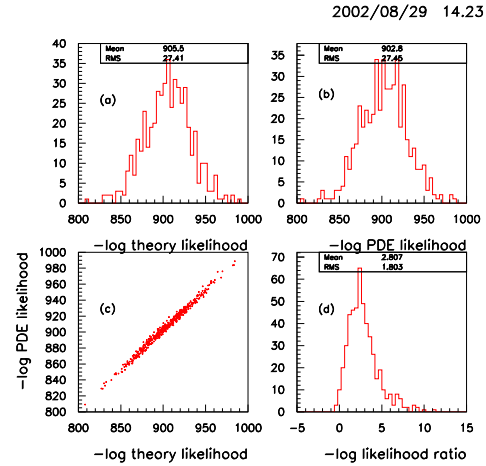 2002/08/29 14.23
Mean 905.5
RMS 27.41
(a)
40
35
30
25
20
15
10
5
0
800 850 900 950 1000
-log theory likelihood
Mean 902.8
RMS 27.45
(b)
35
30
25
20
15
10
5
0
800 850 900 950 1000
-log PDE likelihood
-log PDE likelihood
(c)
1000
980
960
940
920
900
880
860
840
820
800
800 850 900 950 1000
-log theory likelihood
Mean 2.807
RMS 1.803
(d)
70
60
50
40
30
20
10
0
-5 0 5 10 15
-log likelihood ratio